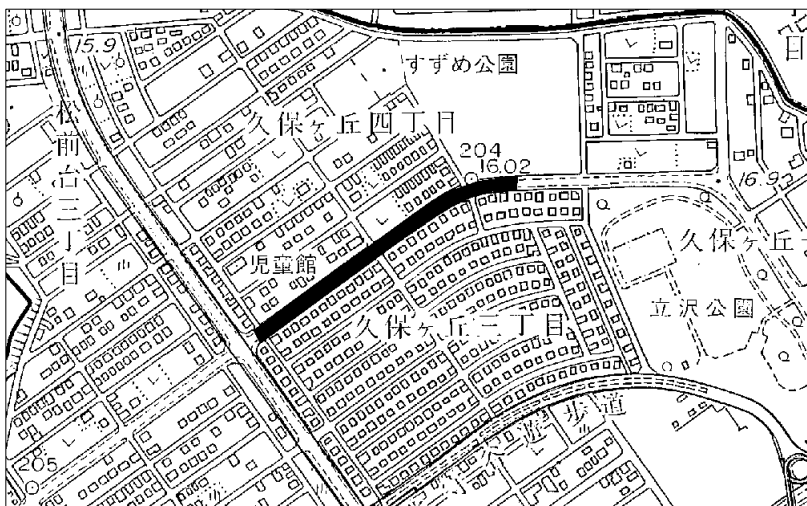 15.9
すずめ公園
日
松前台三丁目
久保ヶ丘四丁目
204
16.02
16.9
児童館
久保ヶ丘
立沢公園
久保ヶ丘三丁目
遊歩道
205